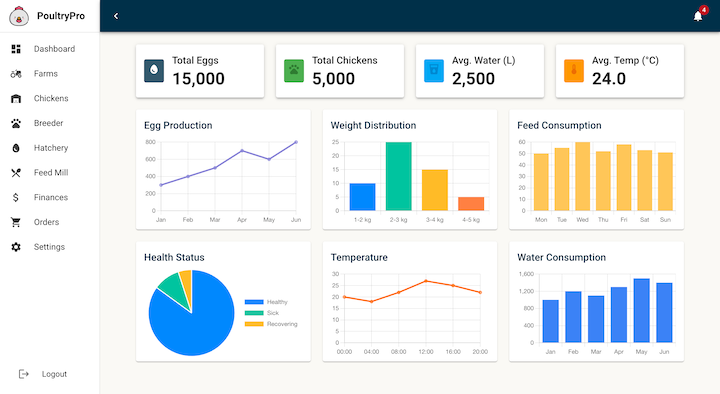 PoultryPro
4
Dashboard
Farms
Chickens
Breeder
Hatchery
Feed Mill
Finances
Orders
Settings
Logout
Total Eggs
15,000
Total Chickens
5,000
Avg. Water (L)
2,500
Avg. Temp (°C)
24.0
Egg Production
800
600
400
200
0
Jan Feb Mar Apr May Jun
Weight Distribution
25
20
15
10
5
0
1-2 kg 2-3 kg 3-4 kg 4-5 kg
Feed Consumption
60
50
40
30
20
10
0
Mon Tue Wed Thu Fri Sat Sun
Health Status
Healthy
Sick
Recovering
Temperature
30
25
20
15
10
5
0
00:00 04:00 08:00 12:00 16:00 20:00
Water Consumption
1,600
1,200
800
400
0
Jan Feb Mar Apr May Jun